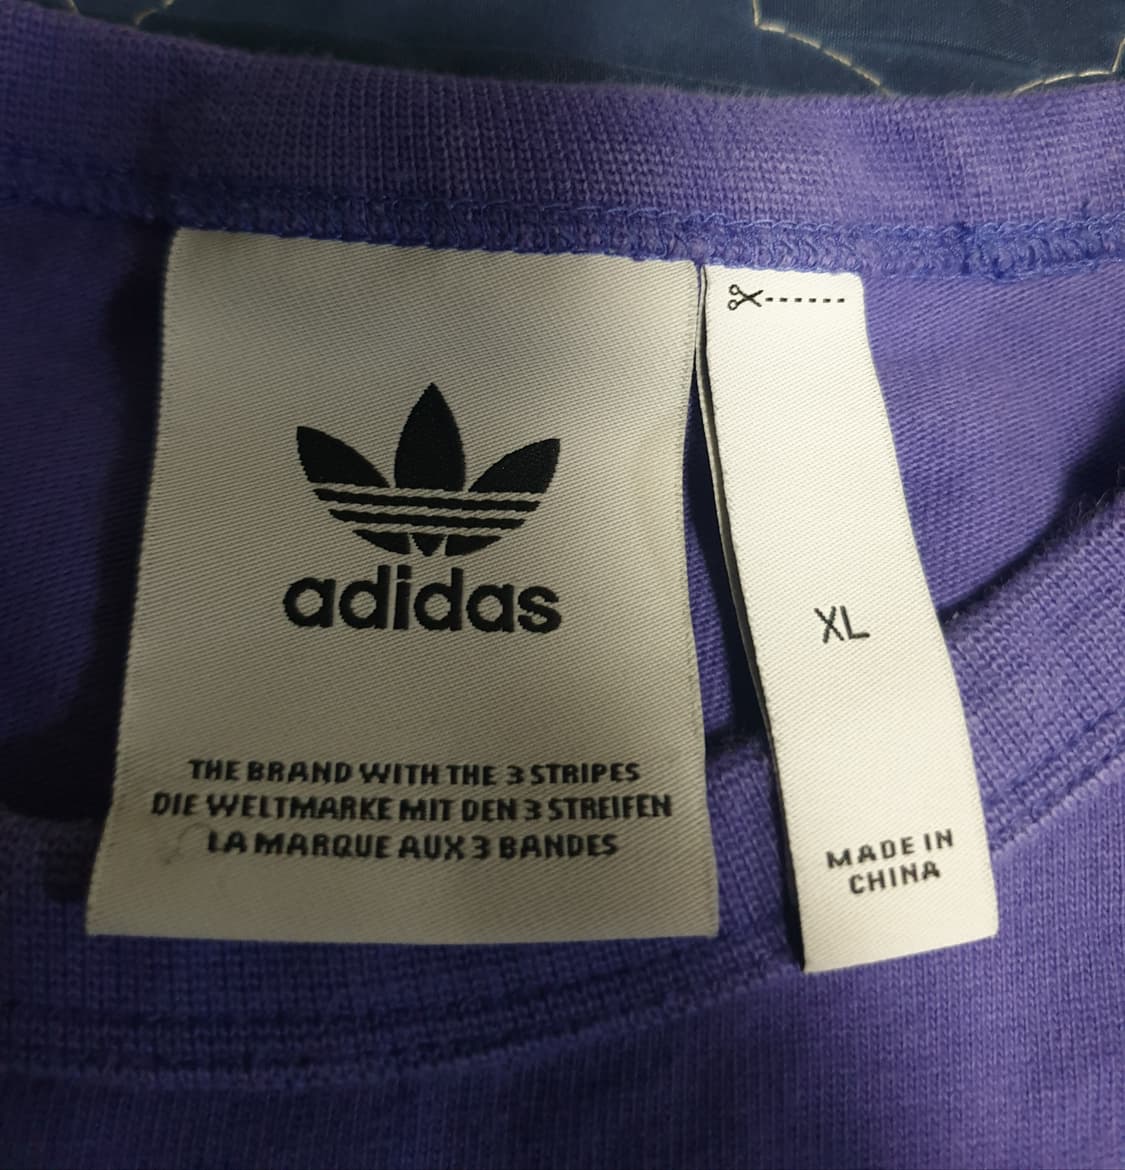 adidas
THE BRAND WITH THE 3 STRIPES
DIE WELTMARKE MIT DEN 3 STREIFEN
LA MARQUE AUX 3 BANDES
XL
MADE IN
CHINA